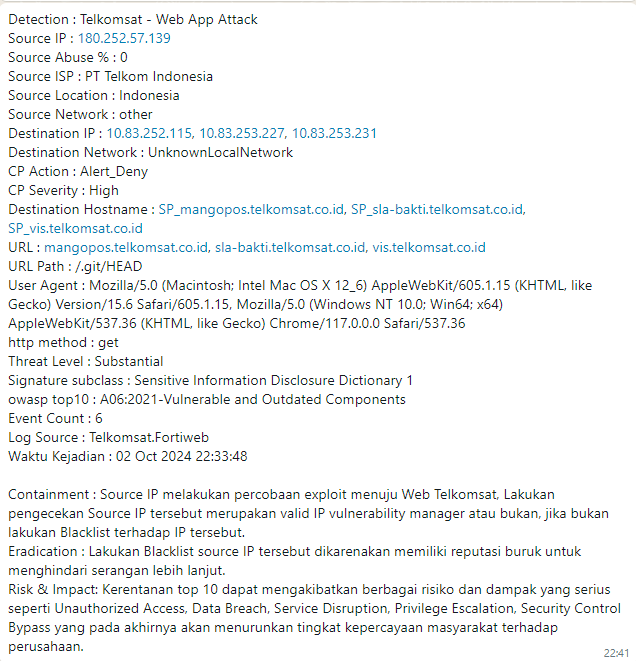 Detection : Telkomsat - Web App Attack
Source IP : 180.252.57.139
Source Abuse % : 0
Source ISP : PT Telkom Indonesia
Source Location : Indonesia
Source Network : other
Destination IP : 10.83.252.115, 10.83.253.227, 10.83.253.231
Destination Network : UnknownLocalNetwork
CP Action : Alert_Deny
CP Severity : High
Destination Hostname : SP_mangopos.telkomsat.co.id, SP_sla-bakti.telkomsat.co.id,
SP_vis.telkomsat.co.id
URL : mangopos.telkomsat.co.id, sla-bakti.telkomsat.co.id, vis.telkomsat.co.id
URL Path : /.git/HEAD
User Agent : Mozilla/5.0 (Macintosh; Intel Mac OS X 12_6) AppleWebKit/605.1.15 (KHTML, like
Gecko) Version/15.6 Safari/605.1.15, Mozilla/5.0 (Windows NT 10.0; Win64; x64)
AppleWebKit/537.36 (KHTML, like Gecko) Chrome/117.0.0.0 Safari/537.36
http method : get
Threat Level : Substantial
Signature subclass : Sensitive Information Disclosure Dictionary 1
owasp top10 : A06:2021-Vulnerable and Outdated Components
Event Count : 6
Log Source : Telkomsat.Fortiweb
Waktu Kejadian : 02 Oct 2024 22:33:48
Containment : Source IP melakukan percobaan exploit menuju Web Telkomsat, Lakukan
pengecekan Source IP tersebut merupakan valid IP vulnerability manager atau bukan, jika bukan
lakukan Blacklist terhadap IP tersebut.
Eradication : Lakukan Blacklist source IP tersebut dikarenakan memiliki reputasi buruk untuk
menghindari serangan lebih lanjut.
Risk & Impact: Kerentanan top 10 dapat mengakibatkan berbagai risiko dan dampak yang serius
seperti Unauthorized Access, Data Breach, Service Disruption, Privilege Escalation, Security Control
Bypass yang pada akhirnya akan menurunkan tingkat kepercayaan masyarakat terhadap
perusahaan.
22:41